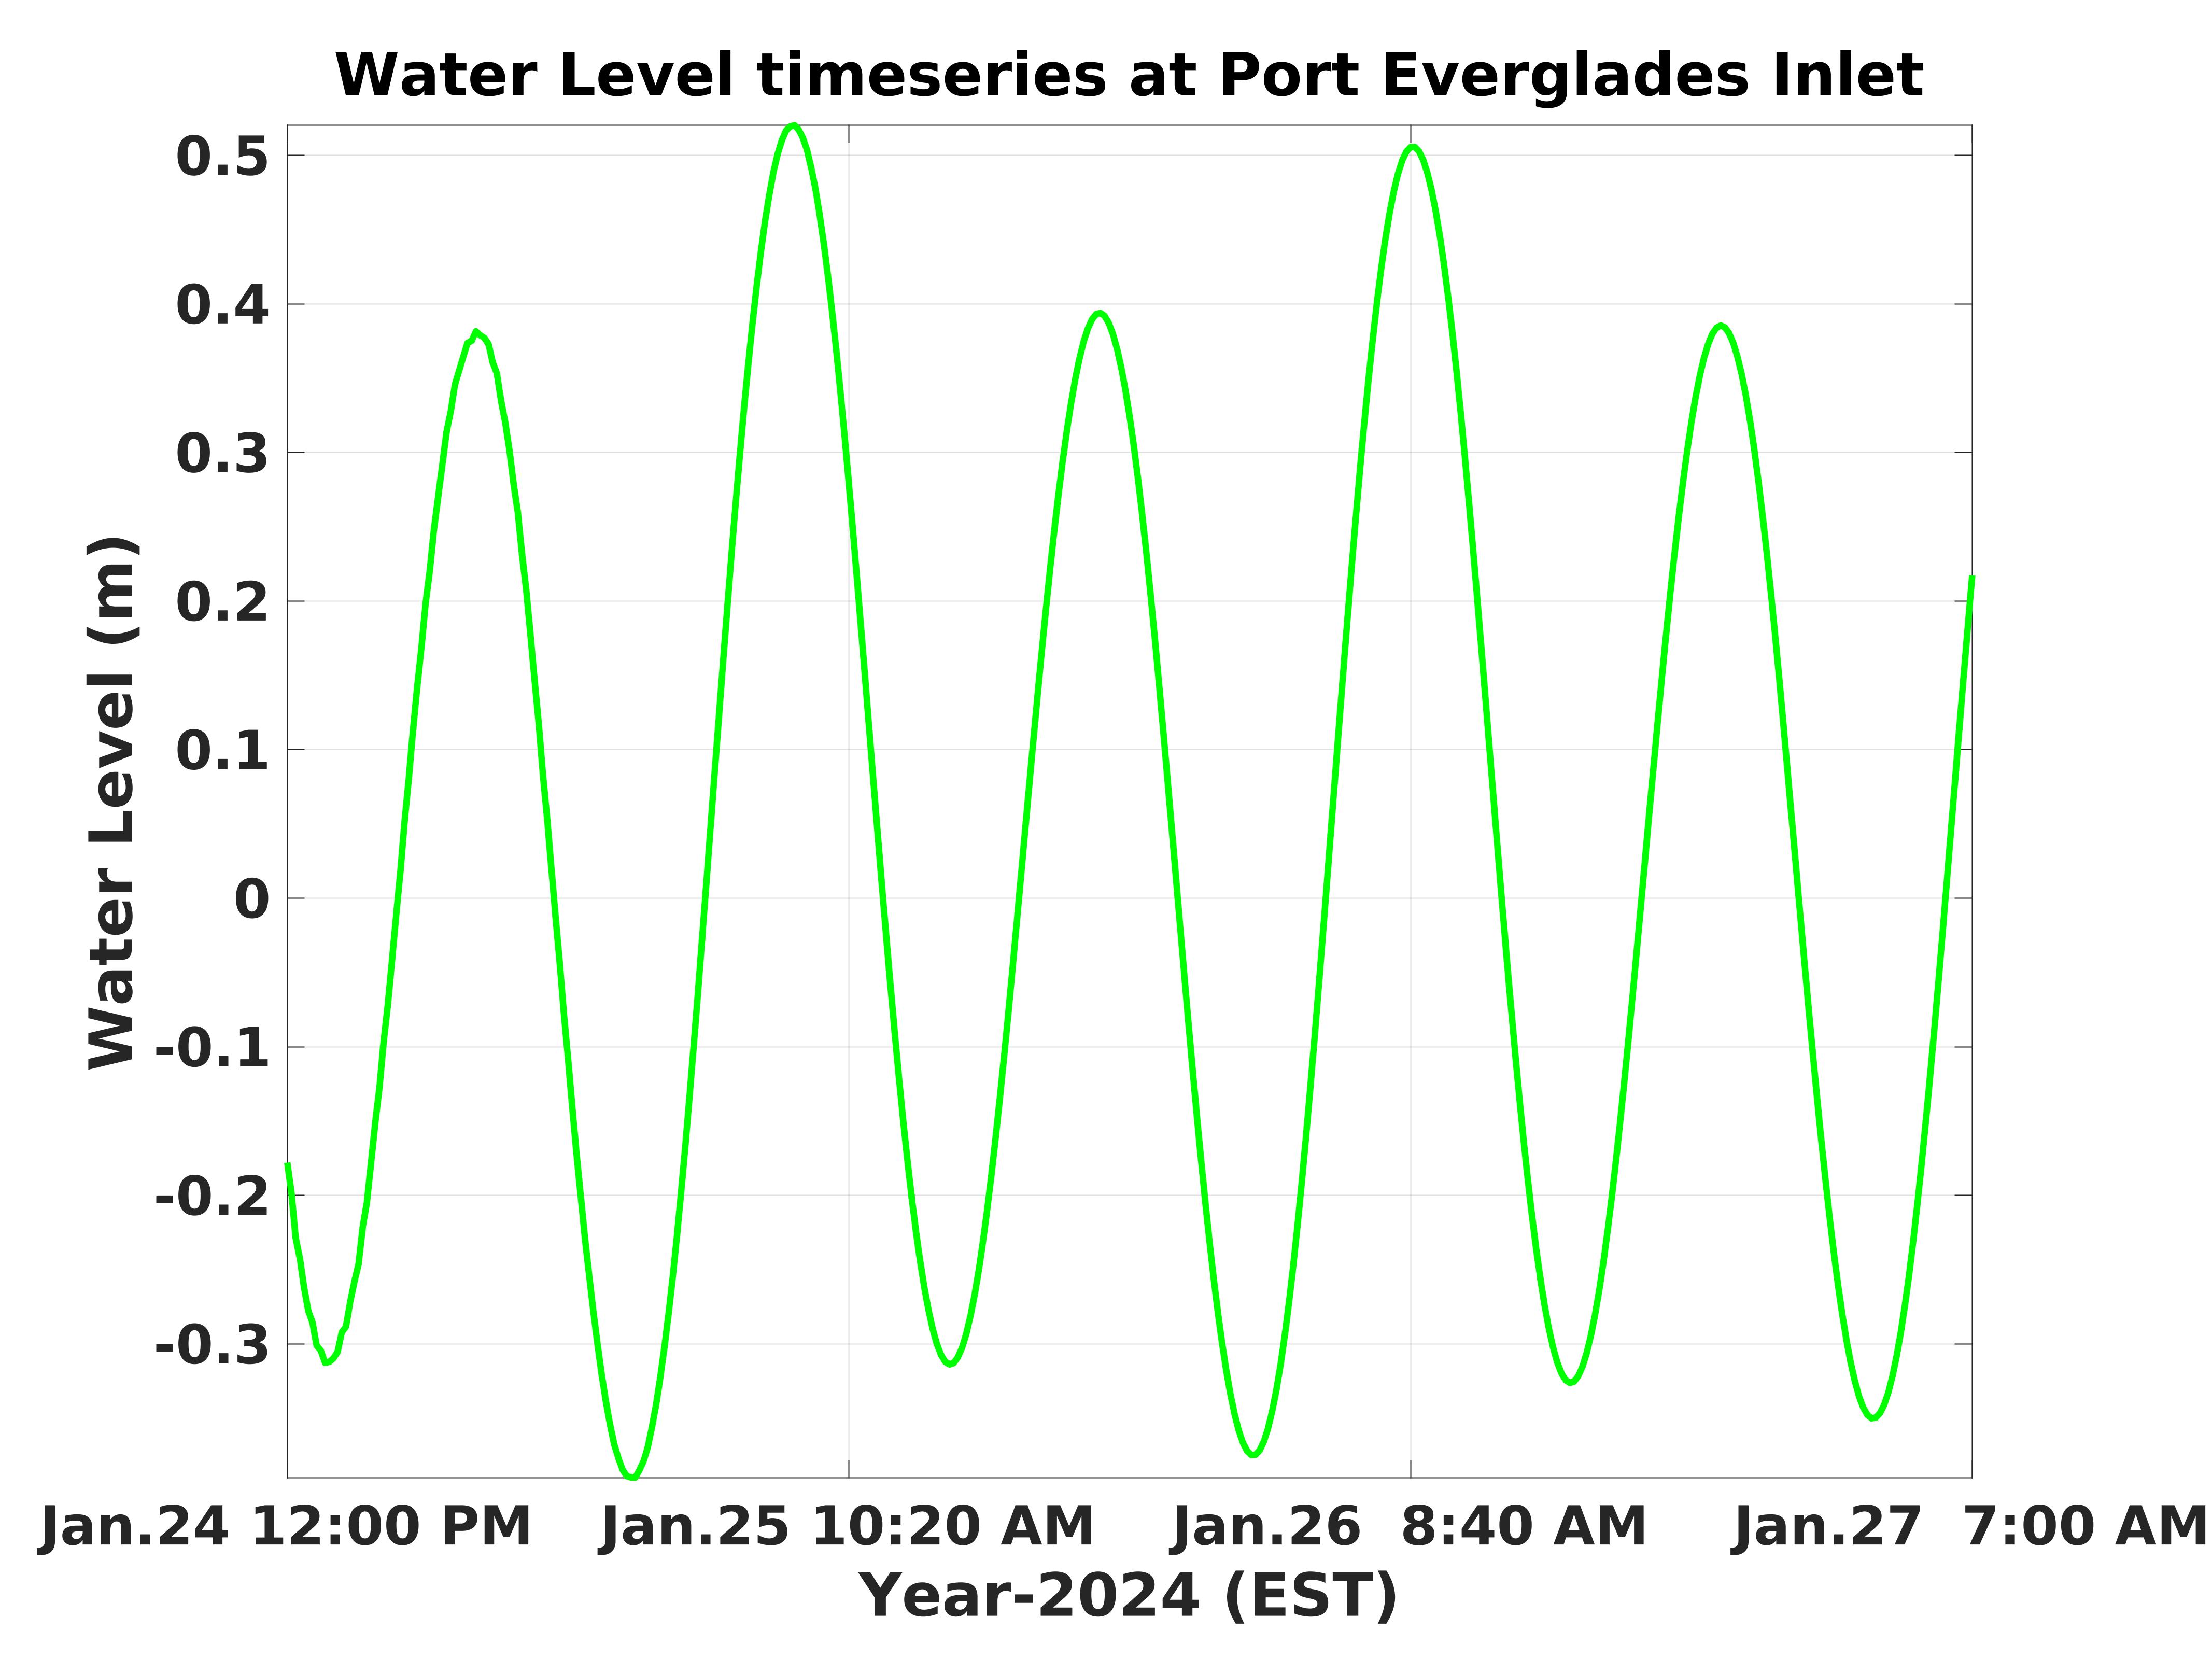 Water Level timeseries at Port Everglades Inlet
0.5
0.4
0.3
0.2
0.1
0
-0.1
-0.2
-0.3
Water Level (m)
Jan.24 12:00 PM Jan.25 10:20 AM Jan.26 8:40 AM Jan.27 7:00 AM
Year-2024 (EST)